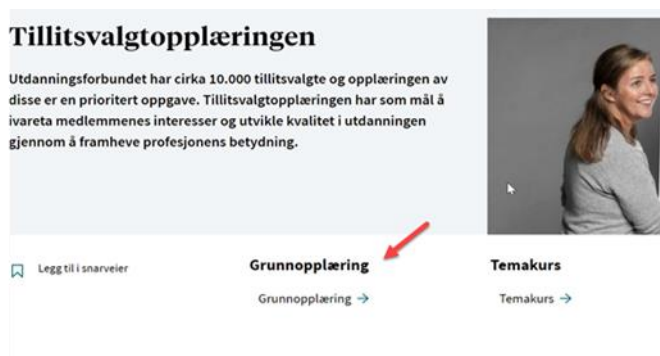 Tillitsvalgtopplæringen
Utdanningsforbundet har cirka 10.000 tillitsvalgte og opplæringen av
disse er en prioritert oppgave. Tillitsvalgtopplæringen har som mål å
ivareta medlemmenes interesser og utvikle kvalitet i utdanningen
gjennom å framheve profesjonens betydning.
Legg til i snarveier
Grunnopplæring
Grunnopplæring →
Temakurs
Temakurs →